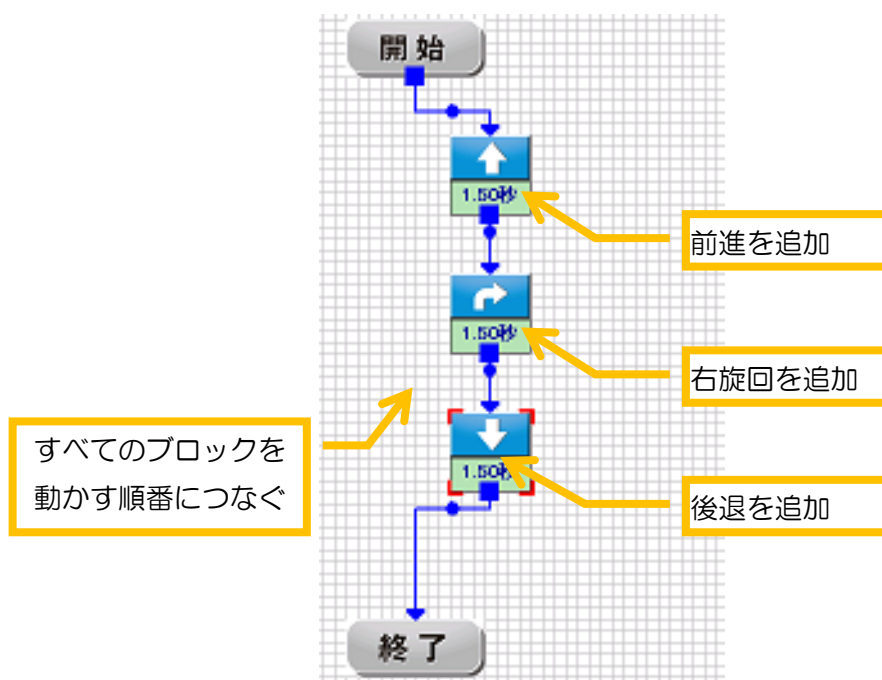 開始
1.50秒
前進を追加
1.50秒
右旋回を追加
すべてのブロックを
動かす順番につなぐ
1.50秒
後退を追加
終了